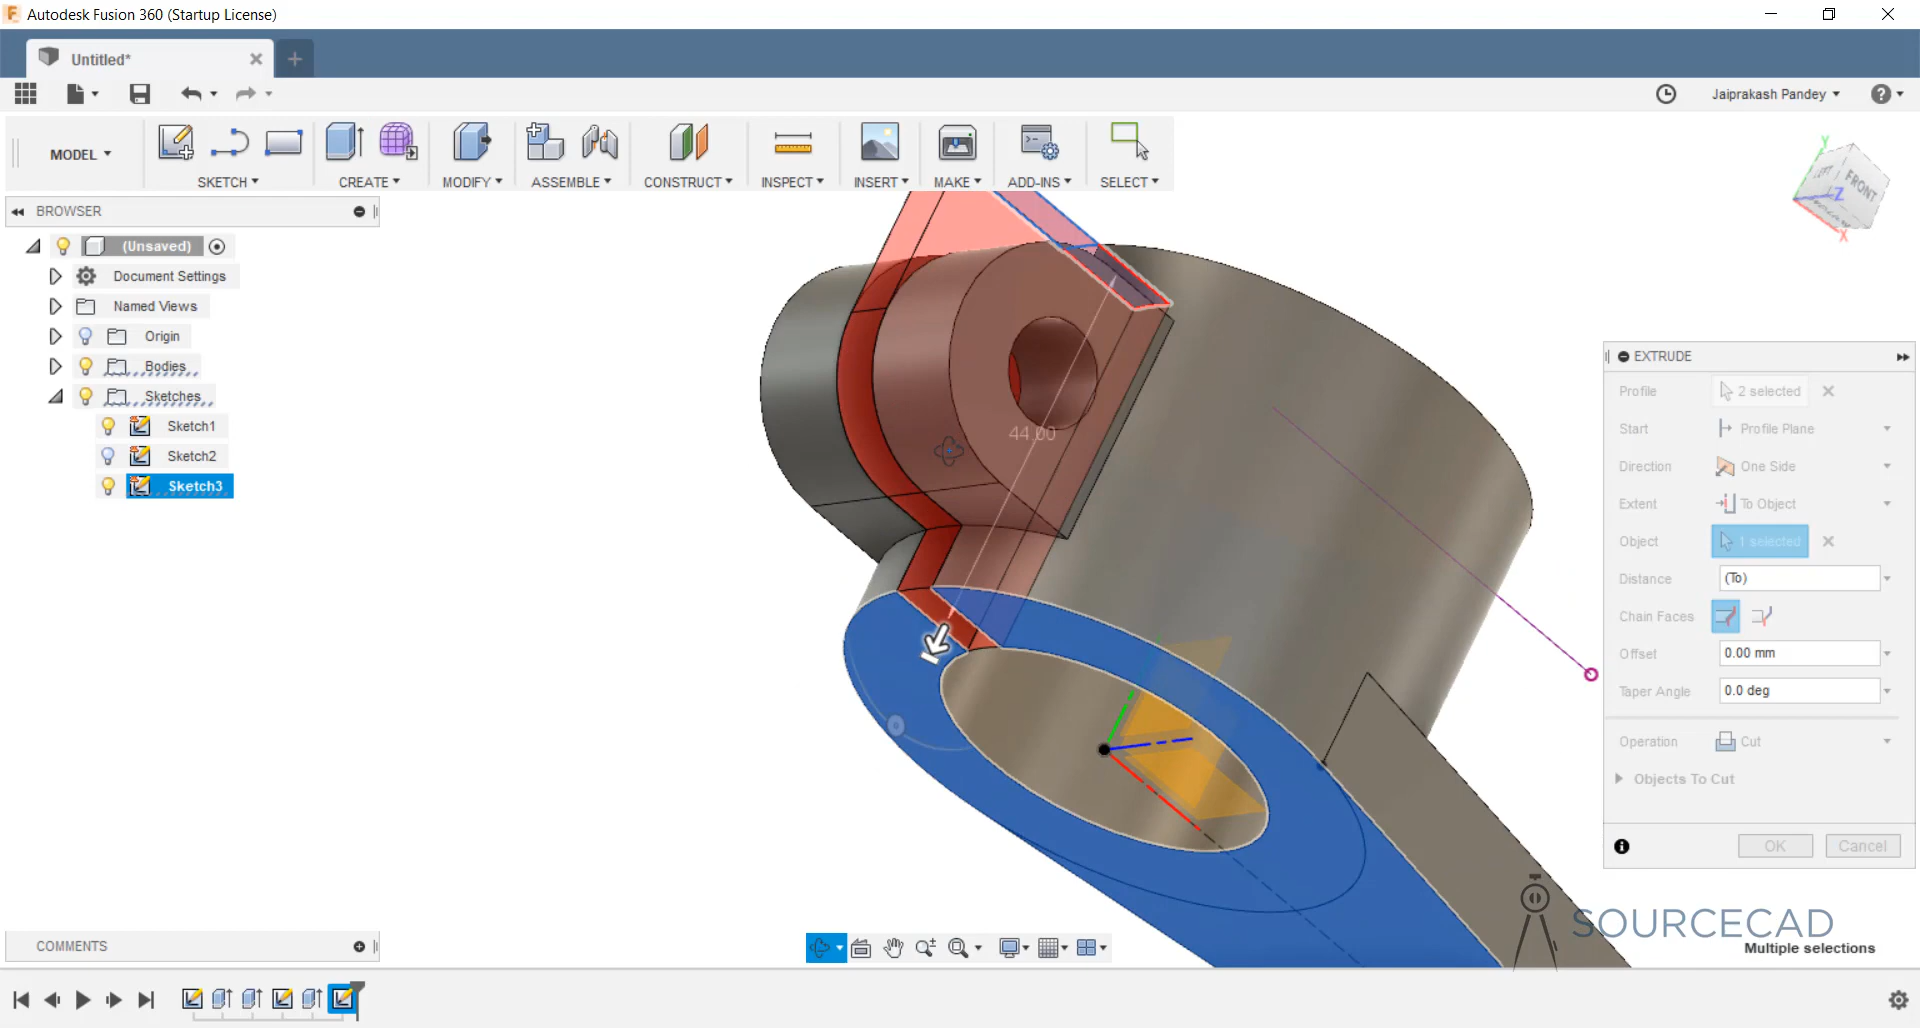 Autodesk Fusion 360 (Startup License)
Untitled*
Jaiprakash Pandey
MODEL
SKETCH
CREATE
MODIFY
ASSEMBLE
CONSTRUCT
INSPECT
INSERT
MAKE
ADD-INS
SELECT
Y
LEFT
FRONT
Z
X
BROWSER
(Unsaved)
Document Settings
Named Views
Origin
Bodies
Sketches
Sketch1
Sketch2
Sketch3
44.00
EXTRUDE
Profile 2 selected
Start Profile Plane
Direction One Side
Extent To Object
Object 1 selected
Distance (To)
Chain Faces
Offset 0.00 mm
Taper Angle 0.0 deg
Operation Cut
Objects To Cut
OK Cancel
SOURCECAD
Multiple selections
COMMENTS